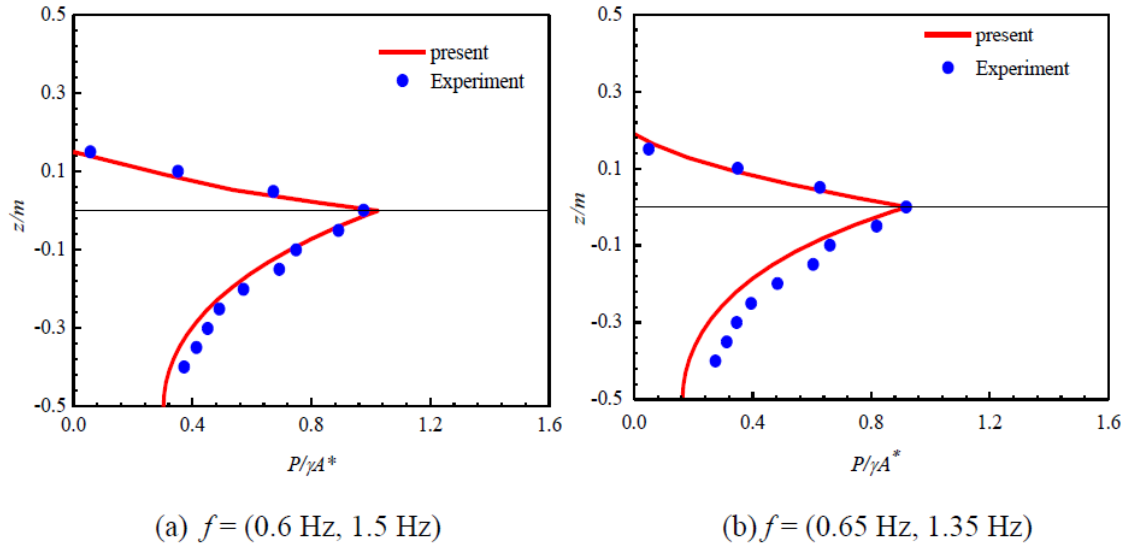 0.5
present
Experiment
0.3
0.1
z/m
-0.1
-0.3
-0.5
0.0 0.4 0.8 1.2 1.6
P/γA*
(a) f = (0.6 Hz, 1.5 Hz)
0.5
present
Experiment
0.3
0.1
z/m
-0.1
-0.3
-0.5
0.0 0.4 0.8 1.2 1.6
P/γA*
(b) f = (0.65 Hz, 1.35 Hz)